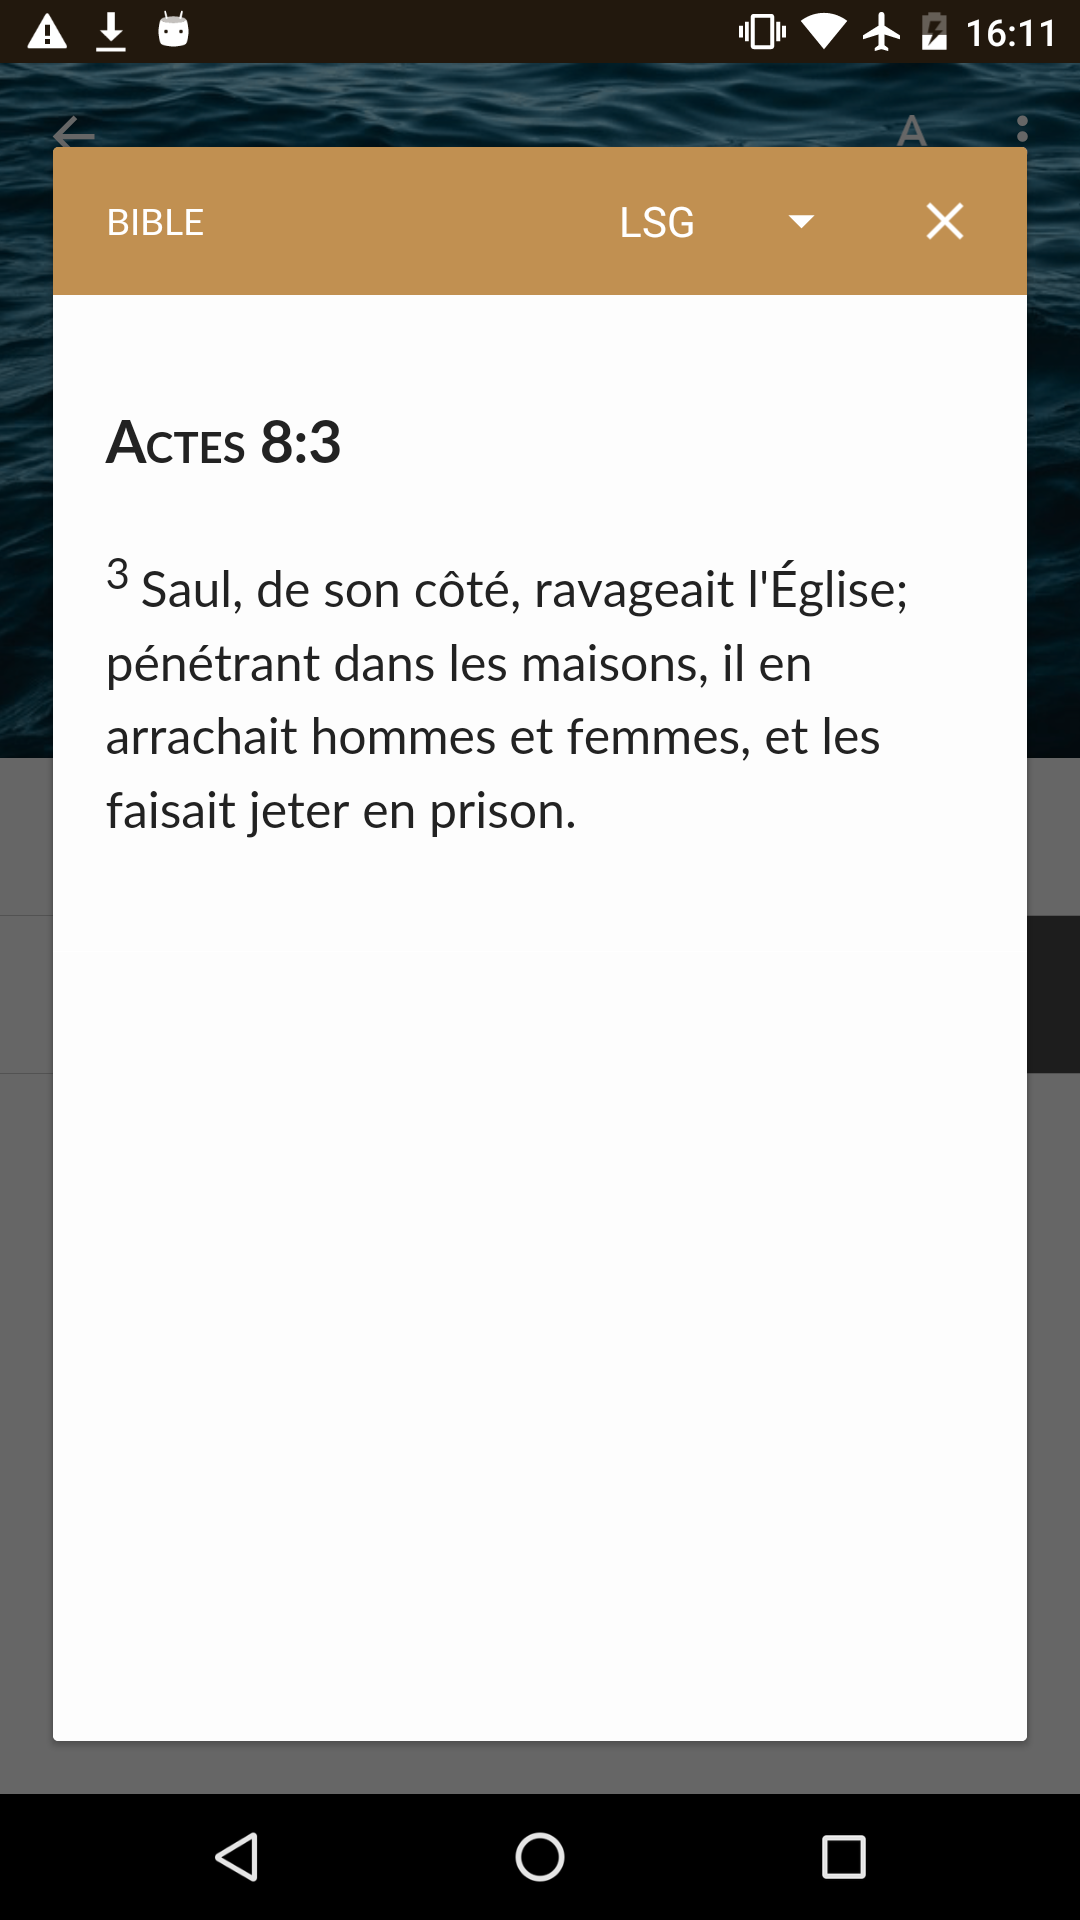 16:11
A
BIBLE LSG
Actes 8:3
3 Saul, de son côté, ravageait l'Église;
pénétrant dans les maisons, il en
arrachait hommes et femmes, et les
faisait jeter en prison.